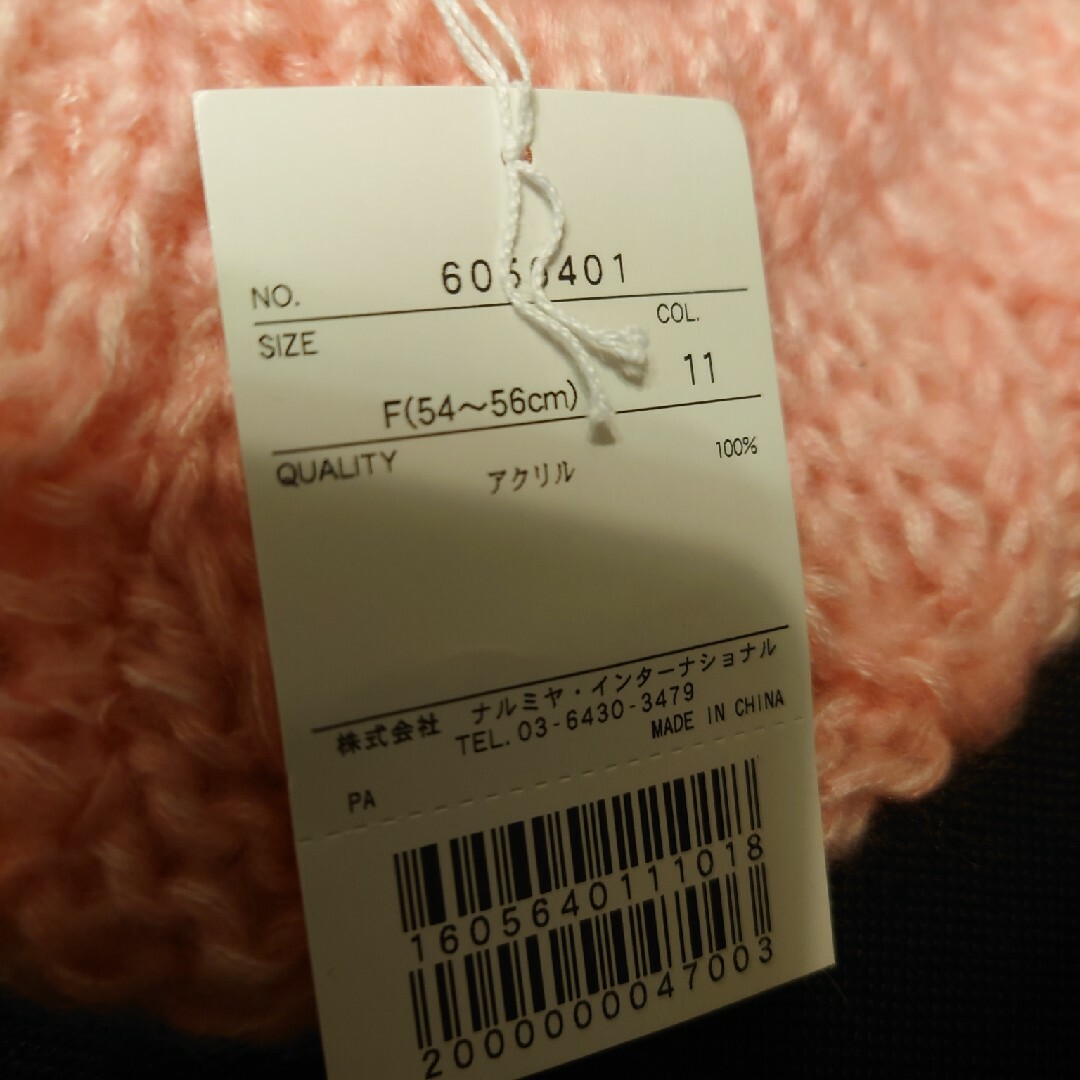 NO. 6056401
SIZE COL.
F(54～56cm) 11
QUALITY アクリル 100%
株式会社 ナルミヤ・インターナショナル
TEL. 03-6430-3479
MADE IN CHINA
PA
1605640111018
2000000047003